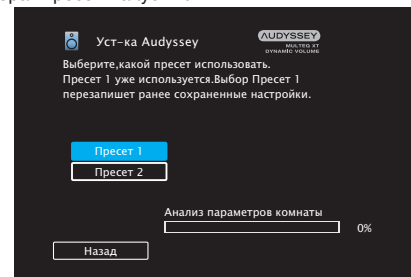 Уст-ка Audyssey
AUDYSSEY
MULTEQ XT
DYNAMIC VOLUME
Выберите,какой пресет использовать.
Пресет 1 уже используется.Выбор Пресет 1
перезапишет ранее сохраненные настройки.
Пресет 1
Пресет 2
Анализ параметров комнаты
0%
Назад